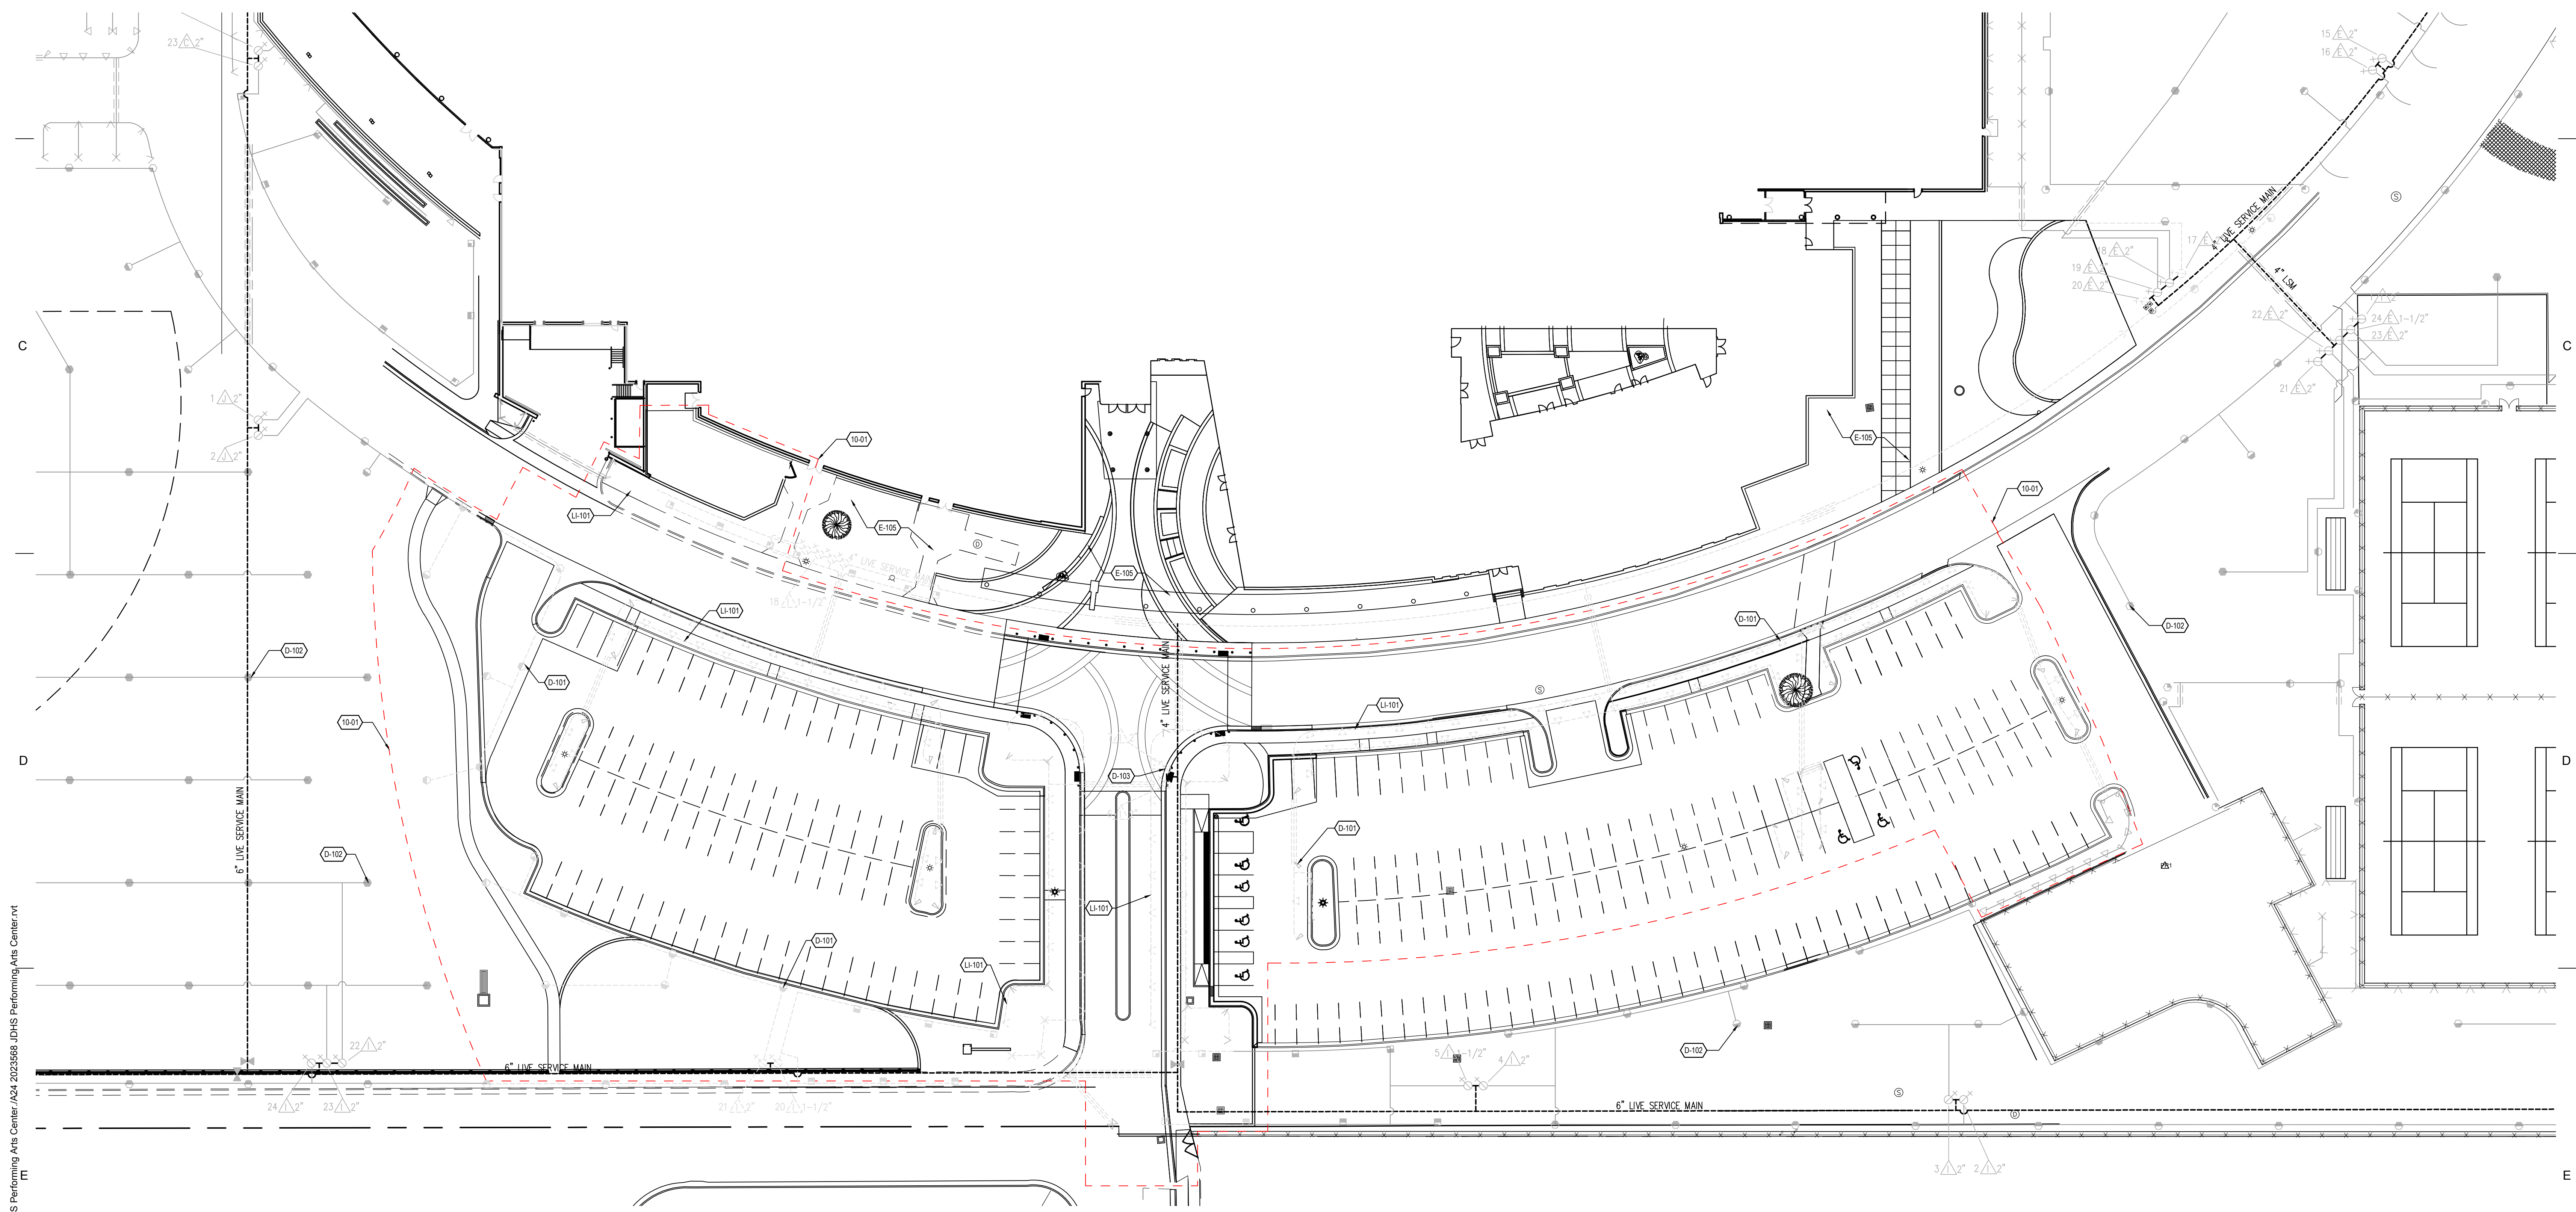 23 C 2"
15 E 2"
16 E 2"
4" LIVE SERVICE MAIN
17 E
18 E 2"
19 E 2"
20 E 2"
4" LSM
22 E 2"
24 E 1-1/2"
23 E 2"
21 E 2"
C
C
1 J 2"
2 J 2"
10-01
E-105
LI-101
E-105
10-01
E-105
4" LIVE SERVICE MAIN
18 1-1/2"
LI-101
D-101
D-102
D-102
D-101
4" LIVE SERVICE MAIN
LI-101
10-01
D
D
D-103
6" LIVE SERVICE MAIN
D-101
D-102
LI-101
D-101
LI-101
S Performing Arts Center:/A24 20223568 JDHS Performing Arts Center.rvt
22 I 2"
D-102
5 I 1-1/2"
4 I 2"
6" LIVE SERVICE MAIN
24 I 2"
23 I 2"
21 I 2"
20 I 1-1/2"
6" LIVE SERVICE MAIN
3 I 2"
2 I 2"
E
E